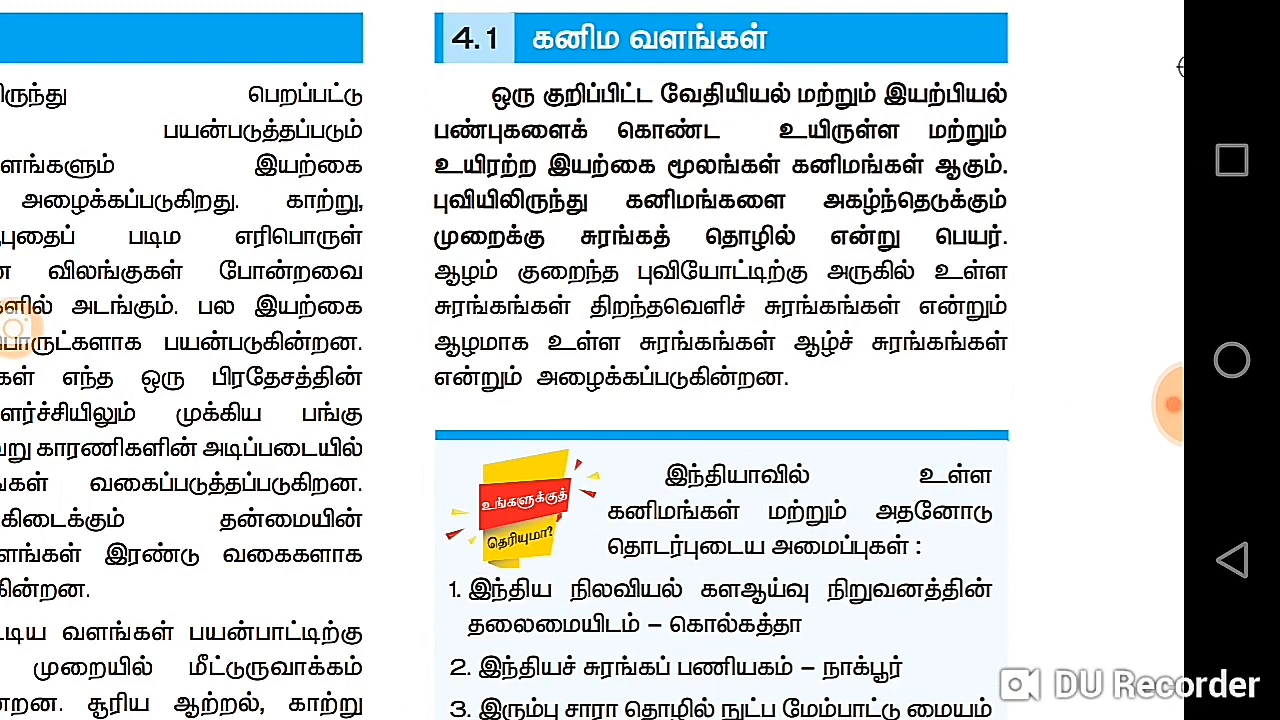 பெறப்பட்டு
பயன்படுத்தப்படும்
இயற்கை
அழைக்கப்படுகிறது. காற்று,
படிம எரிபொருள்
விலங்குகள் போன்றவை
அடங்கும். பல இயற்கை
பயன்படுகின்றன.
எந்த ஒரு பிரதேசத்தின்
முக்கிய பங்கு
காரணிகளின் அடிப்படையில்
வகைப்படுத்தப்படுகிறன.
கிடைக்கும் தன்மையின்
இரண்டு வகைகளாக
வளங்கள் பயன்பாட்டிற்கு
முறையில் மீட்டுருவாக்கம்
சூரிய ஆற்றல், காற்று
4.1 கனிம வளங்கள்
ஒரு குறிப்பிட்ட வேதியியல் மற்றும் இயற்பியல்
பண்புகளைக் கொண்ட உயிருள்ள மற்றும்
உயிரற்ற இயற்கை மூலங்கள் கனிமங்கள் ஆகும்.
புவியிலிருந்து கனிமங்களை அகழ்ந்தெடுக்கும்
முறைக்கு சுரங்கத் தொழில் என்று பெயர்.
ஆழம் குறைந்த புவியோட்டிற்கு அருகில் உள்ள
சுரங்கங்கள் திறந்தவெளிச் சுரங்கங்கள் என்றும்
ஆழமாக உள்ள சுரங்கங்கள் ஆழ்ச் சுரங்கங்கள்
என்றும் அழைக்கப்படுகின்றன.
உங்களுக்குத்
தெரியுமா?
இந்தியாவில் உள்ள
கனிமங்கள் மற்றும் அதனோடு
தொடர்புடைய அமைப்புகள் :
1. இந்திய நிலவியல் களஆய்வு நிறுவனத்தின்
தலைமையிடம் – கொல்கத்தா
2. இந்தியச் சுரங்கப் பணியகம் – நாக்பூர்
3. இரும்பு சாரா தொழில் நுட்ப மேம்பாட்டு மையம்
DU Recorder